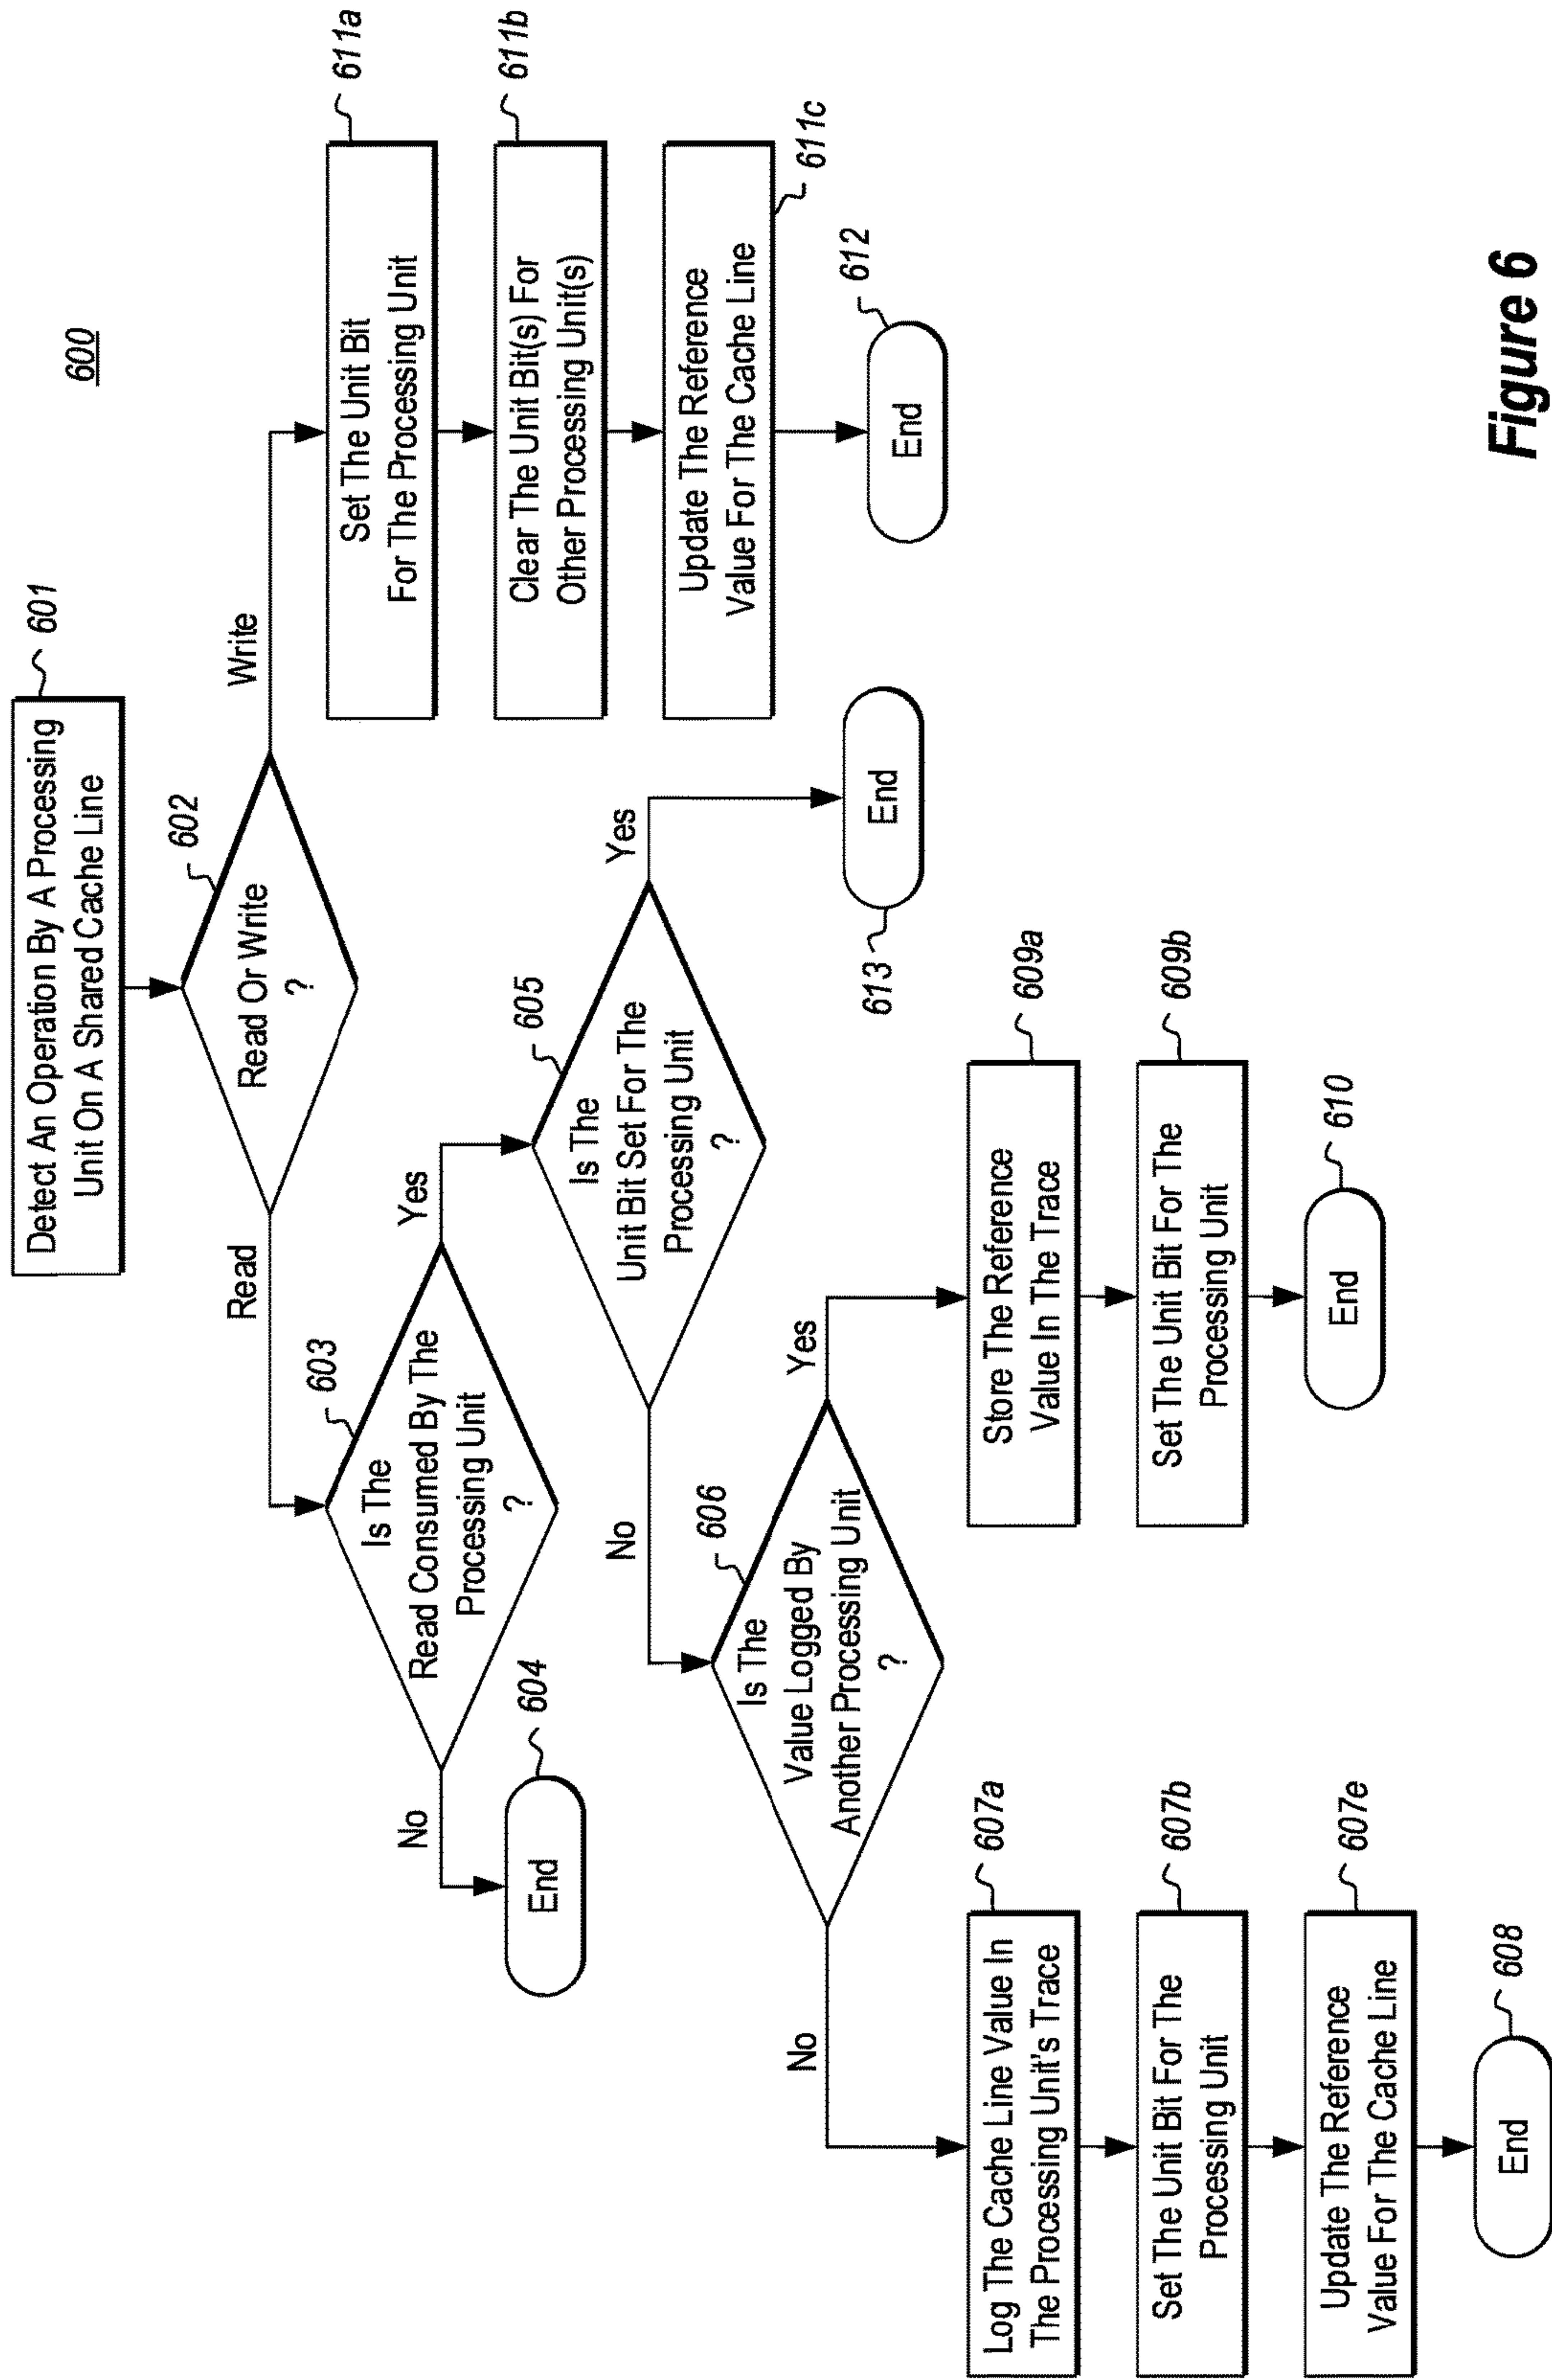 600
Detect An Operation By A Processing
Unit On A Shared Cache Line
601
Read Or Write
?
602
Read
Write
Is The
Read Consumed By The
Processing Unit
?
603
No
Yes
End
604
Is The
Unit Bit Set For The
Processing Unit
?
605
No
Yes
End
613
Is The
Value Logged By
Another Processing Unit
?
606
No
Yes
Log The Cache Line Value In
The Processing Unit's Trace
607a
Set The Unit Bit For The
Processing Unit
607b
Update The Reference
Value For The Cache Line
607e
End
608
Store The Reference
Value In The Trace
609a
Set The Unit Bit For The
Processing Unit
609b
End
610
Set The Unit Bit
For The Processing Unit
611a
Clear The Unit Bit(s) For
Other Processing Unit(s)
611b
Update The Reference
Value For The Cache Line
611c
End
612
Figure 6